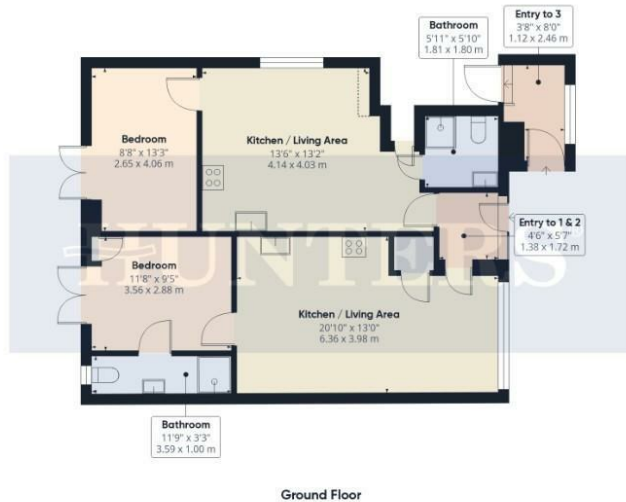 Bathroom
5'11" x 5'10"
1.81 x 1.80 m
Entry to 3
3'8" x 8'0"
1.12 x 2.46 m
Bedroom
8'8" x 13'3"
2.65 x 4.06 m
Kitchen / Living Area
13'6" x 13'2"
4.14 x 4.03 m
Entry to 1 & 2
4'6" x 5'7"
1.38 x 1.72 m
HUNTERS
Bedroom
11'8" x 9'5"
3.56 x 2.88 m
Kitchen / Living Area
20'10" x 13'0"
6.36 x 3.98 m
Bathroom
11'9" x 3'3"
3.59 x 1.00 m
Ground Floor